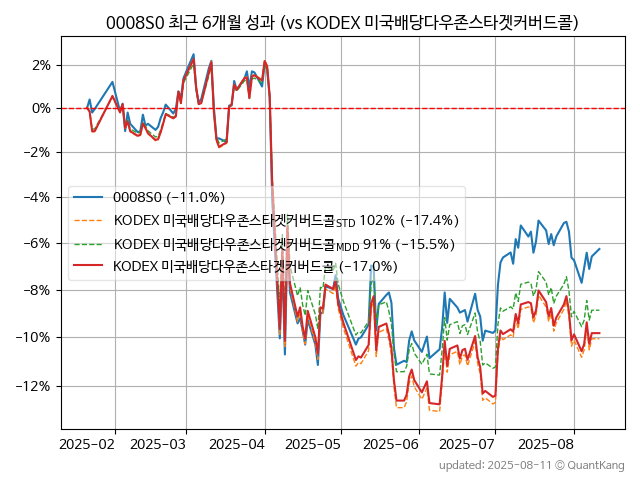 0008S0 최근 6개월 성과 (vs KODEX 미국배당다우존스타겟커버드콜)
2%
0%
−2%
−4%
−6%
−8%
−10%
−12%
0008S0 (−11.0%)
KODEX 미국배당다우존스타겟커버드콜STD 102% (−17.4%)
KODEX 미국배당다우존스타겟커버드콜MDD 91% (−15.5%)
KODEX 미국배당다우존스타겟커버드콜 (−17.0%)
2025-02 2025-03 2025-04 2025-05 2025-06 2025-07 2025-08
updated: 2025-08-11 © QuantKang